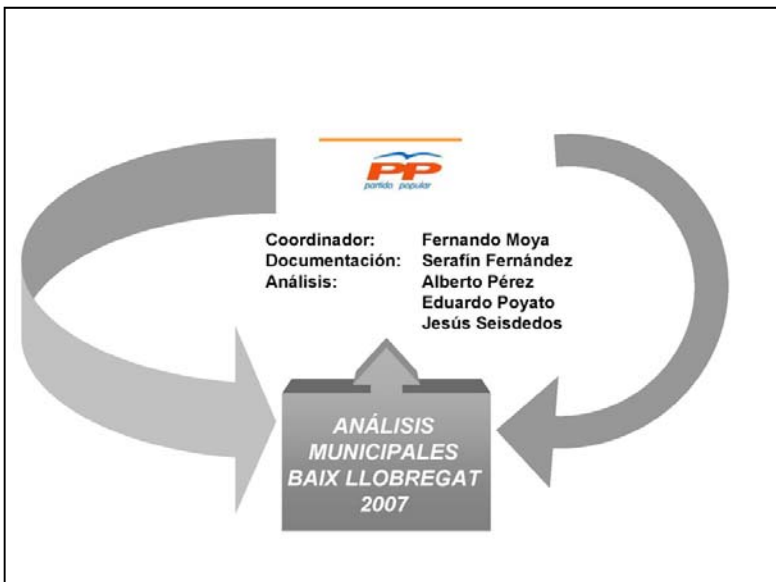 PP
partido popular
Coordinador: Fernando Moya
Documentación: Serafín Fernández
Análisis: Alberto Pérez
Eduardo Poyato
Jesús Seisdedos
ANÁLISIS
MUNICIPALES
BAIX LLOBREGAT
2007